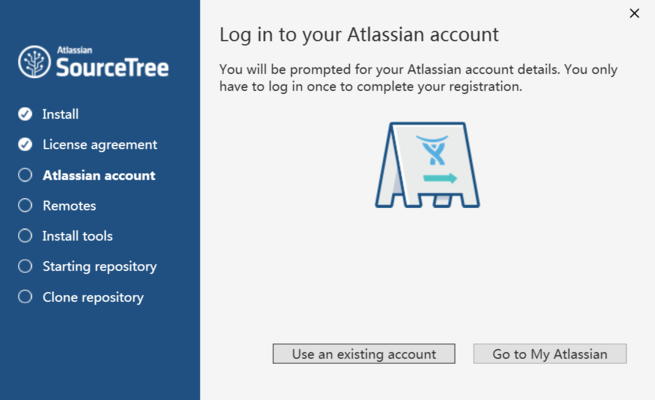 Atlassian
SourceTree
Install
License agreement
Atlassian account
Remotes
Install tools
Starting repository
Clone repository
Log in to your Atlassian account
You will be prompted for your Atlassian account details. You only
have to log in once to complete your registration.
Use an existing account
Go to My Atlassian